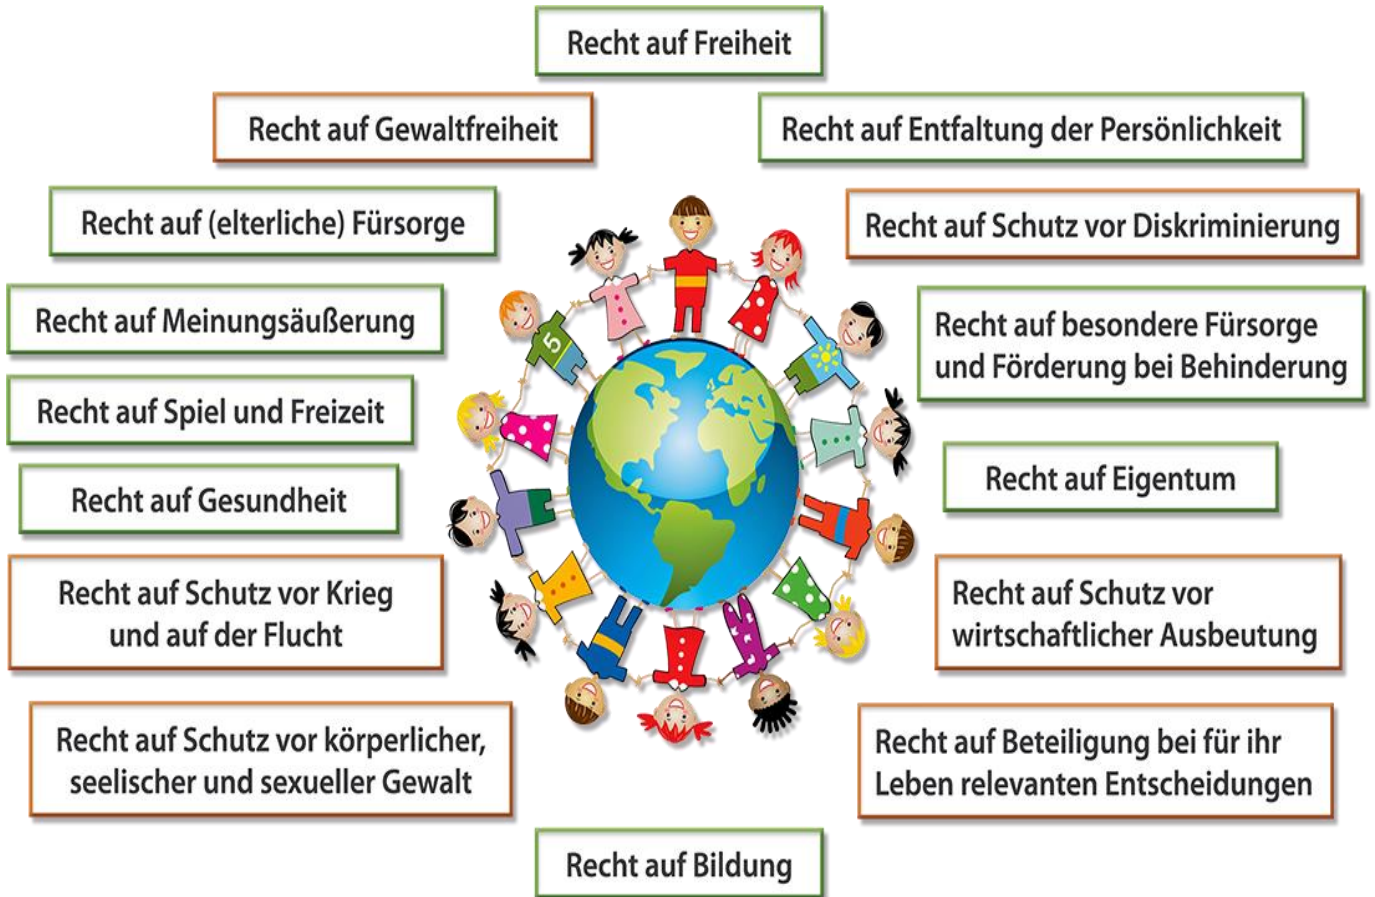 Recht auf Freiheit
Recht auf Gewaltfreiheit
Recht auf Entfaltung der Persönlichkeit
Recht auf (elterliche) Fürsorge
Recht auf Schutz vor Diskriminierung
Recht auf Meinungsäußerung
Recht auf besondere Fürsorge
und Förderung bei Behinderung
Recht auf Spiel und Freizeit
Recht auf Eigentum
Recht auf Gesundheit
Recht auf Schutz vor Krieg
und auf der Flucht
Recht auf Schutz vor
wirtschaftlicher Ausbeutung
Recht auf Schutz vor körperlicher,
seelischer und sexueller Gewalt
Recht auf Beteiligung bei für ihr
Leben relevanten Entscheidungen
Recht auf Bildung
5